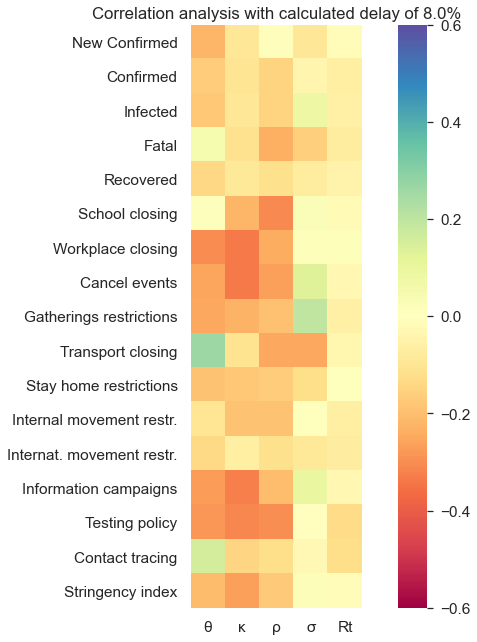 Correlation analysis with calculated delay of 8.0%
New Confirmed
Confirmed
Infected
Fatal
Recovered
School closing
Workplace closing
Cancel events
Gatherings restrictions
Transport closing
Stay home restrictions
Internal movement restr.
Internat. movement restr.
Information campaigns
Testing policy
Contact tracing
Stringency index
θ κ ρ σ Rt
0.6
0.4
0.2
0.0
−0.2
−0.4
−0.6